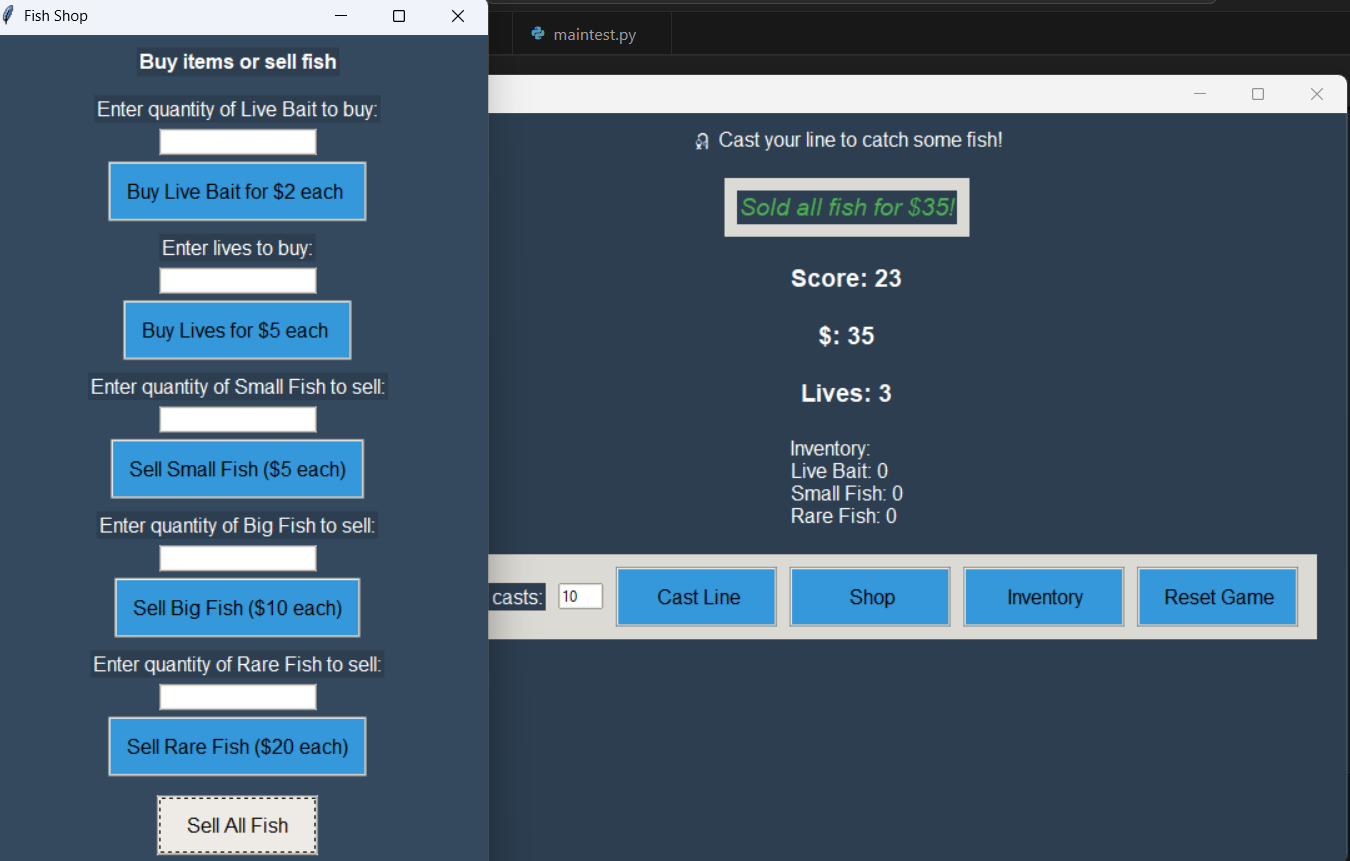 Fish Shop
Buy items or sell fish
Enter quantity of Live Bait to buy:
Buy Live Bait for $2 each
Enter lives to buy:
Buy Lives for $5 each
Enter quantity of Small Fish to sell:
Sell Small Fish ($5 each)
Enter quantity of Big Fish to sell:
Sell Big Fish ($10 each)
Enter quantity of Rare Fish to sell:
Sell Rare Fish ($20 each)
Sell All Fish
maintest.py
Cast your line to catch some fish!
Sold all fish for $35!
Score: 23
$: 35
Lives: 3
Inventory:
Live Bait: 0
Small Fish: 0
Rare Fish: 0
casts: 10 Cast Line Shop Inventory Reset Game